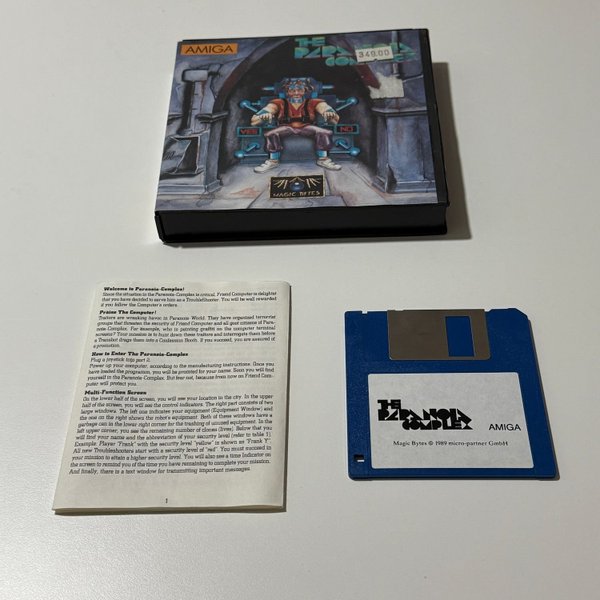 AMIGA
THE
PARANOIA
COMPLEX
349.00
YES
NO
MAGIC BYTES
Welcome to Paranoia-Complex!
Since the situation in the Paranoia-Complex is critical, Friend Computer is delighted
that you have decided to serve him as a TroubleShooter. You will be well rewarded
if you follow the Computer's orders.
Praise The Computer!
Traitors are wreaking havoc in Paranoia-World. They have organised terrorist
groups that threaten the security of Friend Computer and all your missions of Para-
noia-Complex. For example, who is painting graffiti on the computer terminal
screens? Your mission is to hunt down these traitors and interrogate them before
a Transbot drags them into a Confession Booth. If you succeed, you are assured of
a promotion.
How to Enter The Paranoia-Complex
Plug a joystick into port 2.
Power up your computer, according to the manufacturing instructions. Once you
have loaded the programm, you will be prompted for your name. Soon you will find
yourself in the Paranoia Complex. But fear not, because from now on Friend Com-
puter will protect you.
Multi-Function Screen
On the lower half of the screen, you will see your location in the city. In the upper
half of the screen, you will see the control indicators. The right part consists of two
large windows. The left one indicates your equipment (Equipment Window) and
the one on the right shows the robot's equipment. Both of these windows have a
garbage can in the lower right corner for the trashing of unused equipment. In the
left upper corner, you see the remaining number of clones (lives). Below that you
will find your name and the abbreviation of your security level (refer to table 1).
Example: Player "Frank" with the security level "yellow" is shown as "Frank Y".
All new Troubleshooters start with a security level of "red". You must succeed in
your mission to attain a higher security level. You will also see a time Indicator on
the screen to remind you of the time you have remaining to complete your mission.
And finally, there is a text window for transmitting important messages.
1
THE
PARANOIA
COMPLEX
AMIGA
Magic Bytes © 1989 micro-partner GmbH